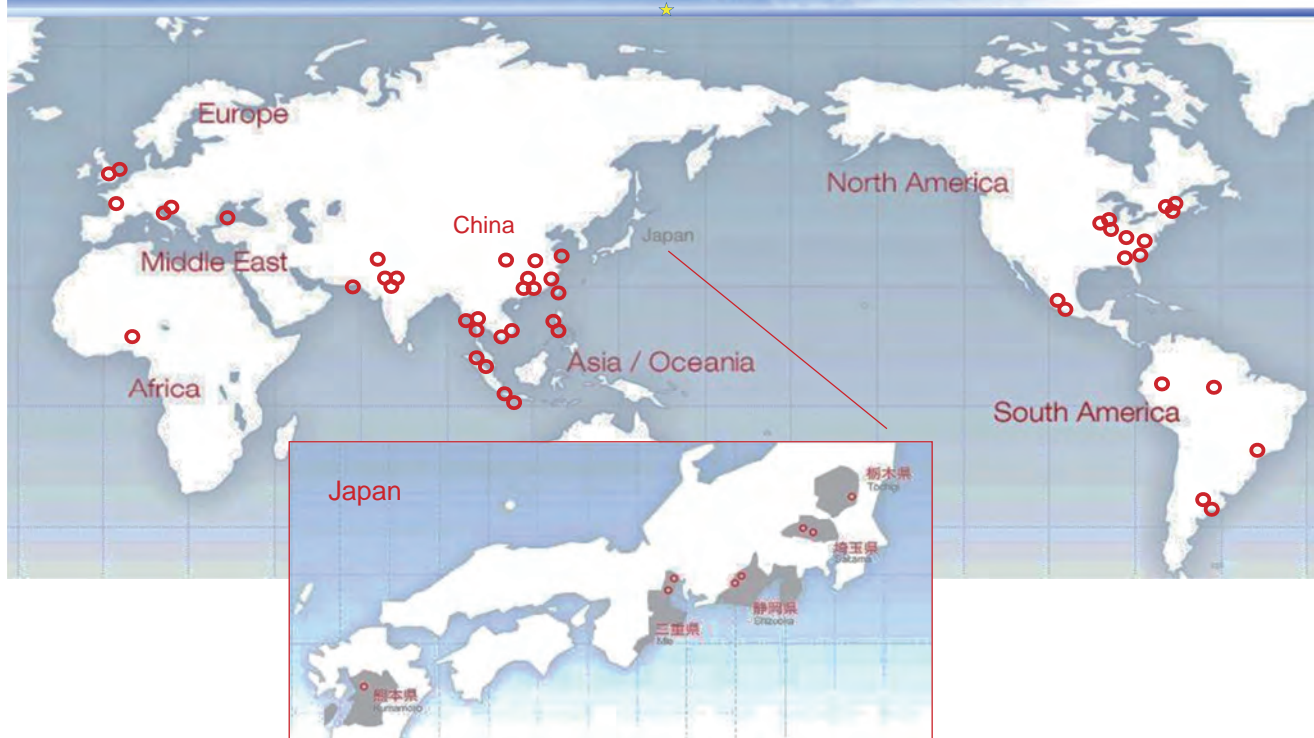 Europe
North America
China
Japan
Middle East
Asia / Oceania
Africa
South America
Japan
栃木県
Tochigi
埼玉県
Saitama
静岡県
Shizuoka
三重県
Mie
熊本県
Kumamoto